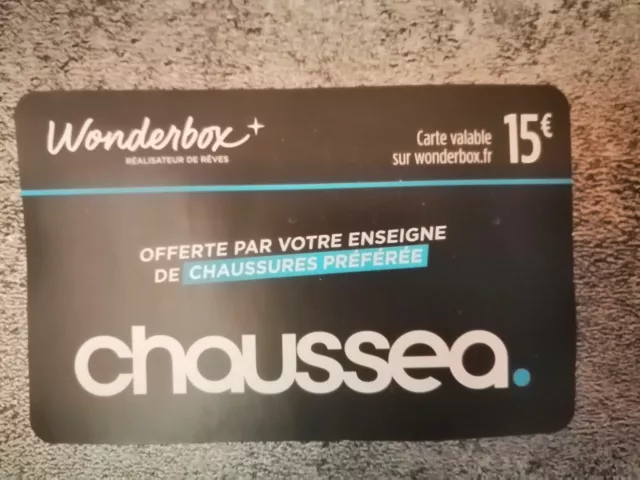 Wonderbox+
RÉALISATEUR DE RÊVES
Carte valable
sur wonderbox.fr
15€
OFFERTE PAR VOTRE ENSEIGNE
DE CHAUSSURES PRÉFÉRÉE
chaussea.